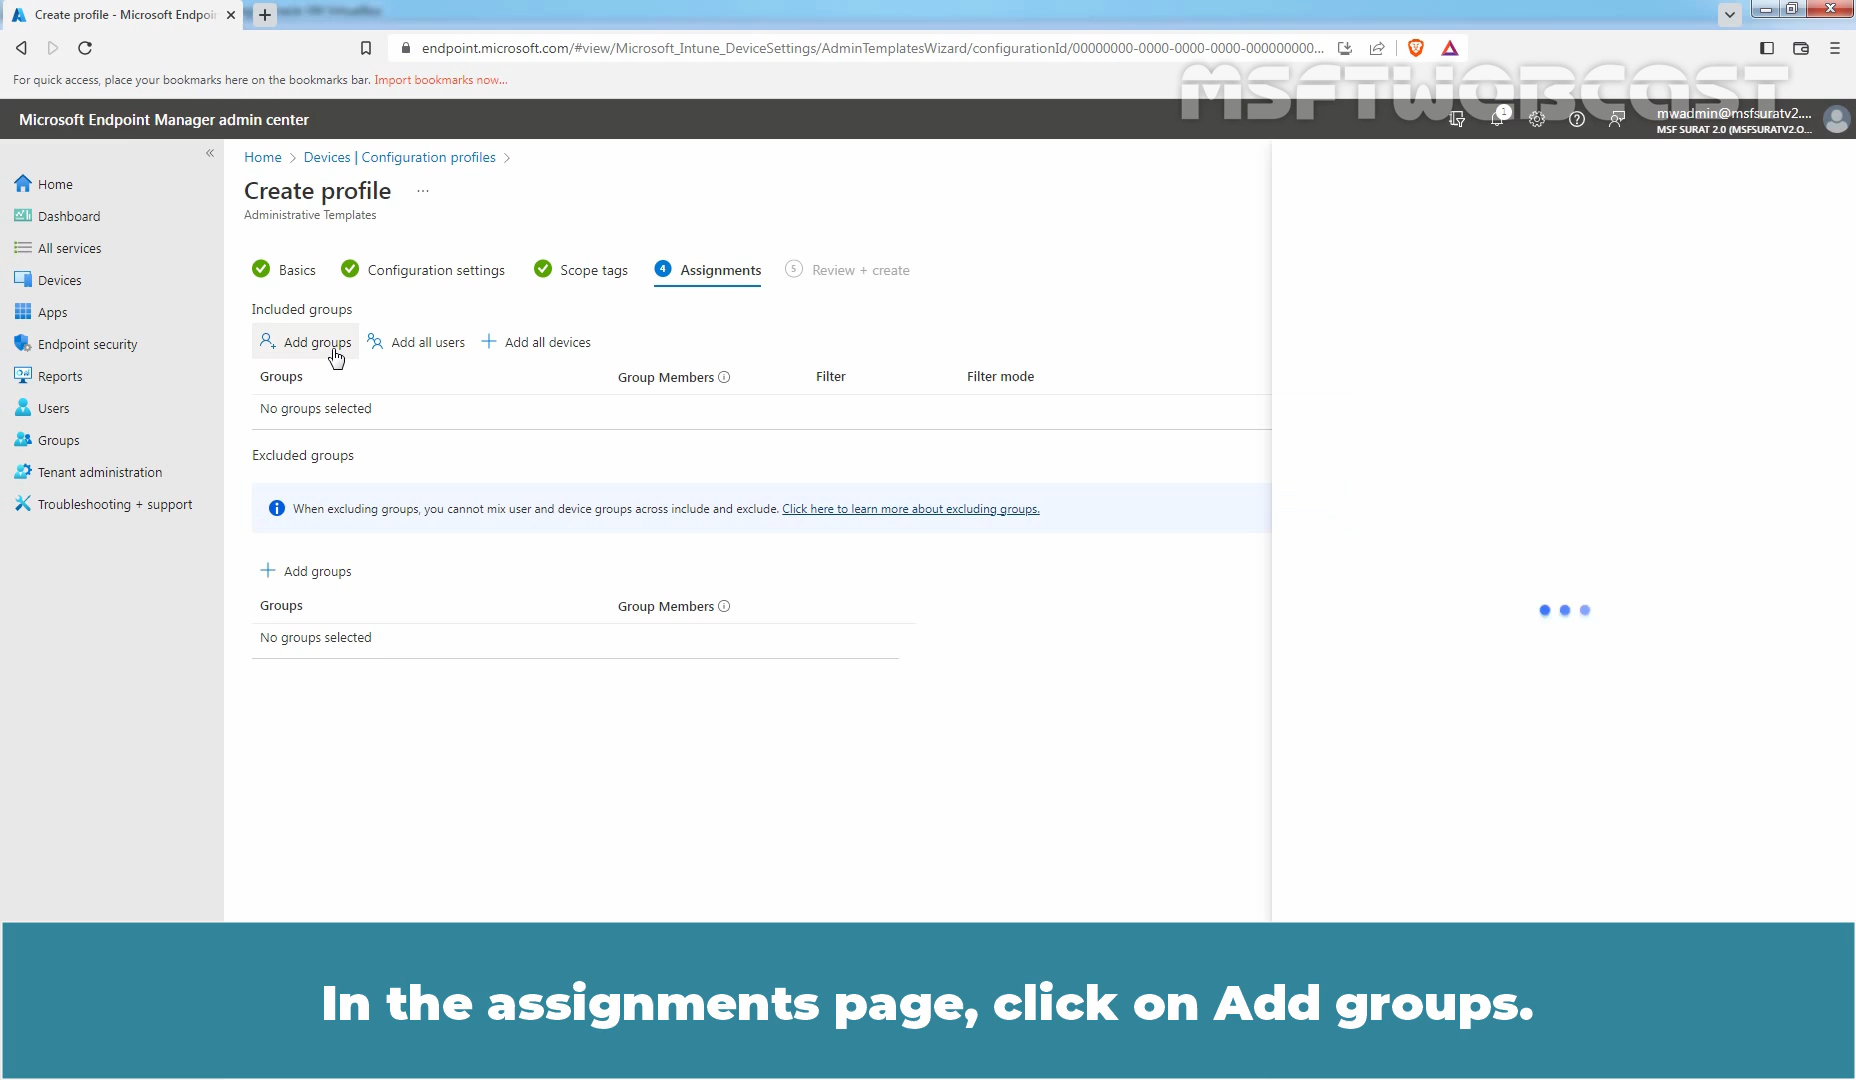 Create profile - Microsoft Endpoin
endpoint.microsoft.com/#view/Microsoft_Intune_DeviceSettings/AdminTemplatesWizard/configurationId/00000000-0000-0000-0000-000000000...
For quick access, place your bookmarks here on the bookmarks bar. Import bookmarks now...
MSFTWEBCAST
Microsoft Endpoint Manager admin center
1
mwadmin@msfsuratv2....
MSF SURAT 2.0 (MSFSURATV2.O...
Home
Dashboard
All services
Devices
Apps
Endpoint security
Reports
Users
Groups
Tenant administration
Troubleshooting + support
Home > Devices | Configuration profiles >
Create profile ...
Administrative Templates
Basics Configuration settings Scope tags 4 Assignments 5 Review + create
Included groups
Add groups Add all users Add all devices
Groups Group Members Filter Filter mode
No groups selected
Excluded groups
When excluding groups, you cannot mix user and device groups across include and exclude. Click here to learn more about excluding groups.
Add groups
Groups Group Members
No groups selected
In the assignments page, click on Add groups.